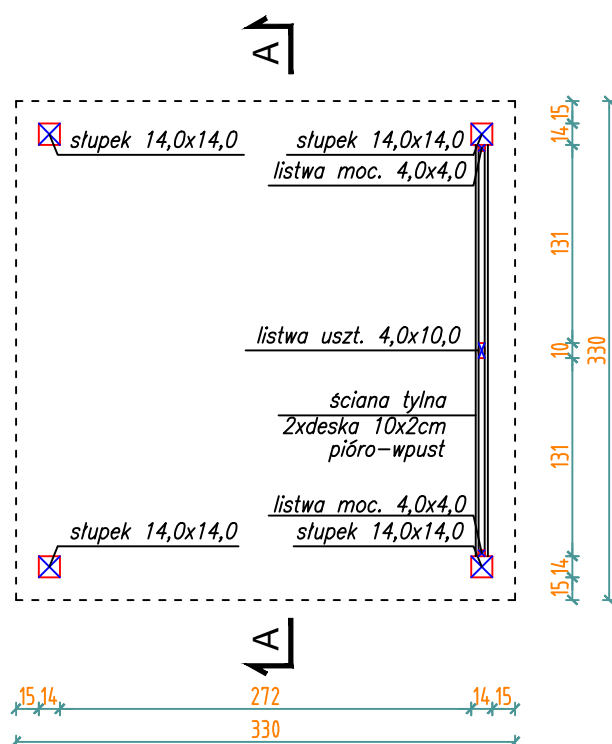 A
słupek 14,0x14,0
słupek 14,0x14,0
listwa moc. 4,0x4,0
listwa uszt. 4,0x10,0
ściana tylna
2xdeska 10x2cm
pióro-wpust
listwa moc. 4,0x4,0
słupek 14,0x14,0
słupek 14,0x14,0
A
15
14
131
10
131
14
15
330
15 14 272 14 15
330